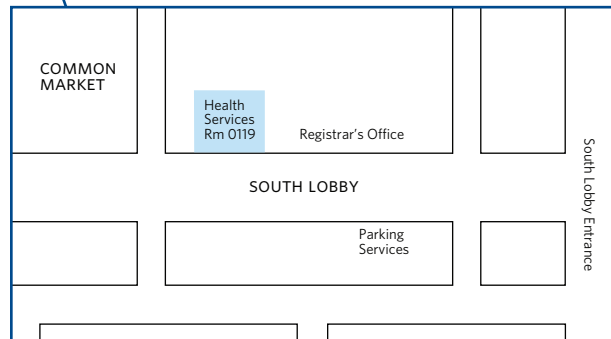 COMMON
MARKET
Health
Services
Rm 0119
Registrar's Office
SOUTH LOBBY
South Lobby Entrance
Parking
Services